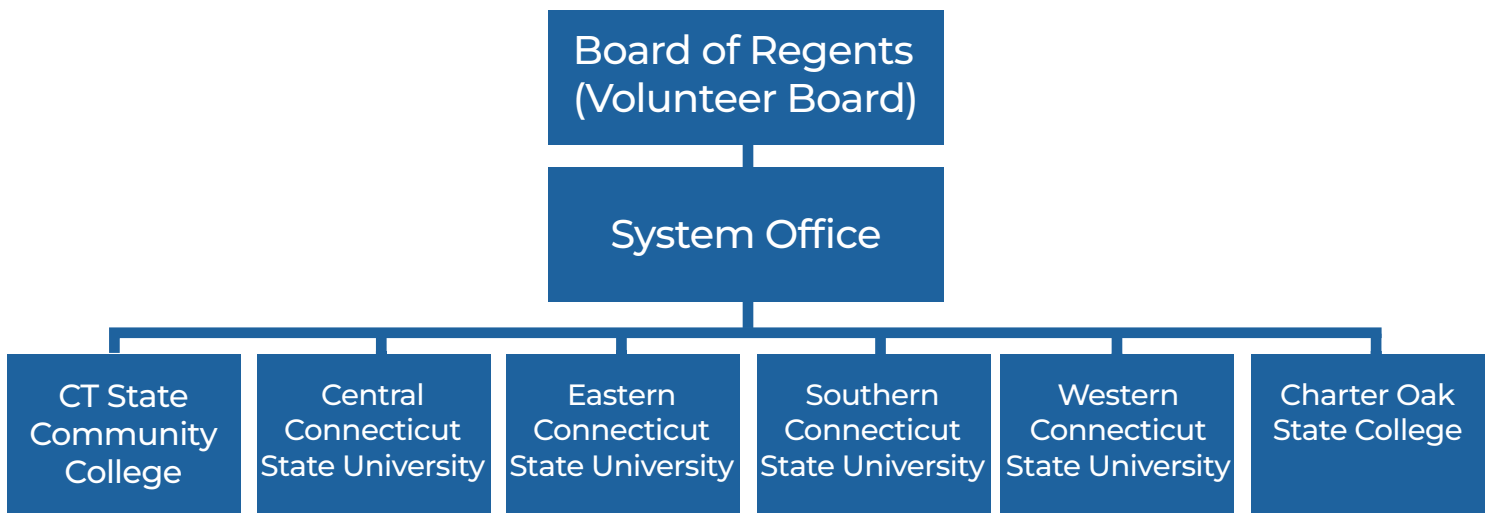 Board of Regents
(Volunteer Board)
System Office
CT State
Community
College
Central
Connecticut
State University
Eastern
Connecticut
State University
Southern
Connecticut
State University
Western
Connecticut
State University
Charter Oak
State College